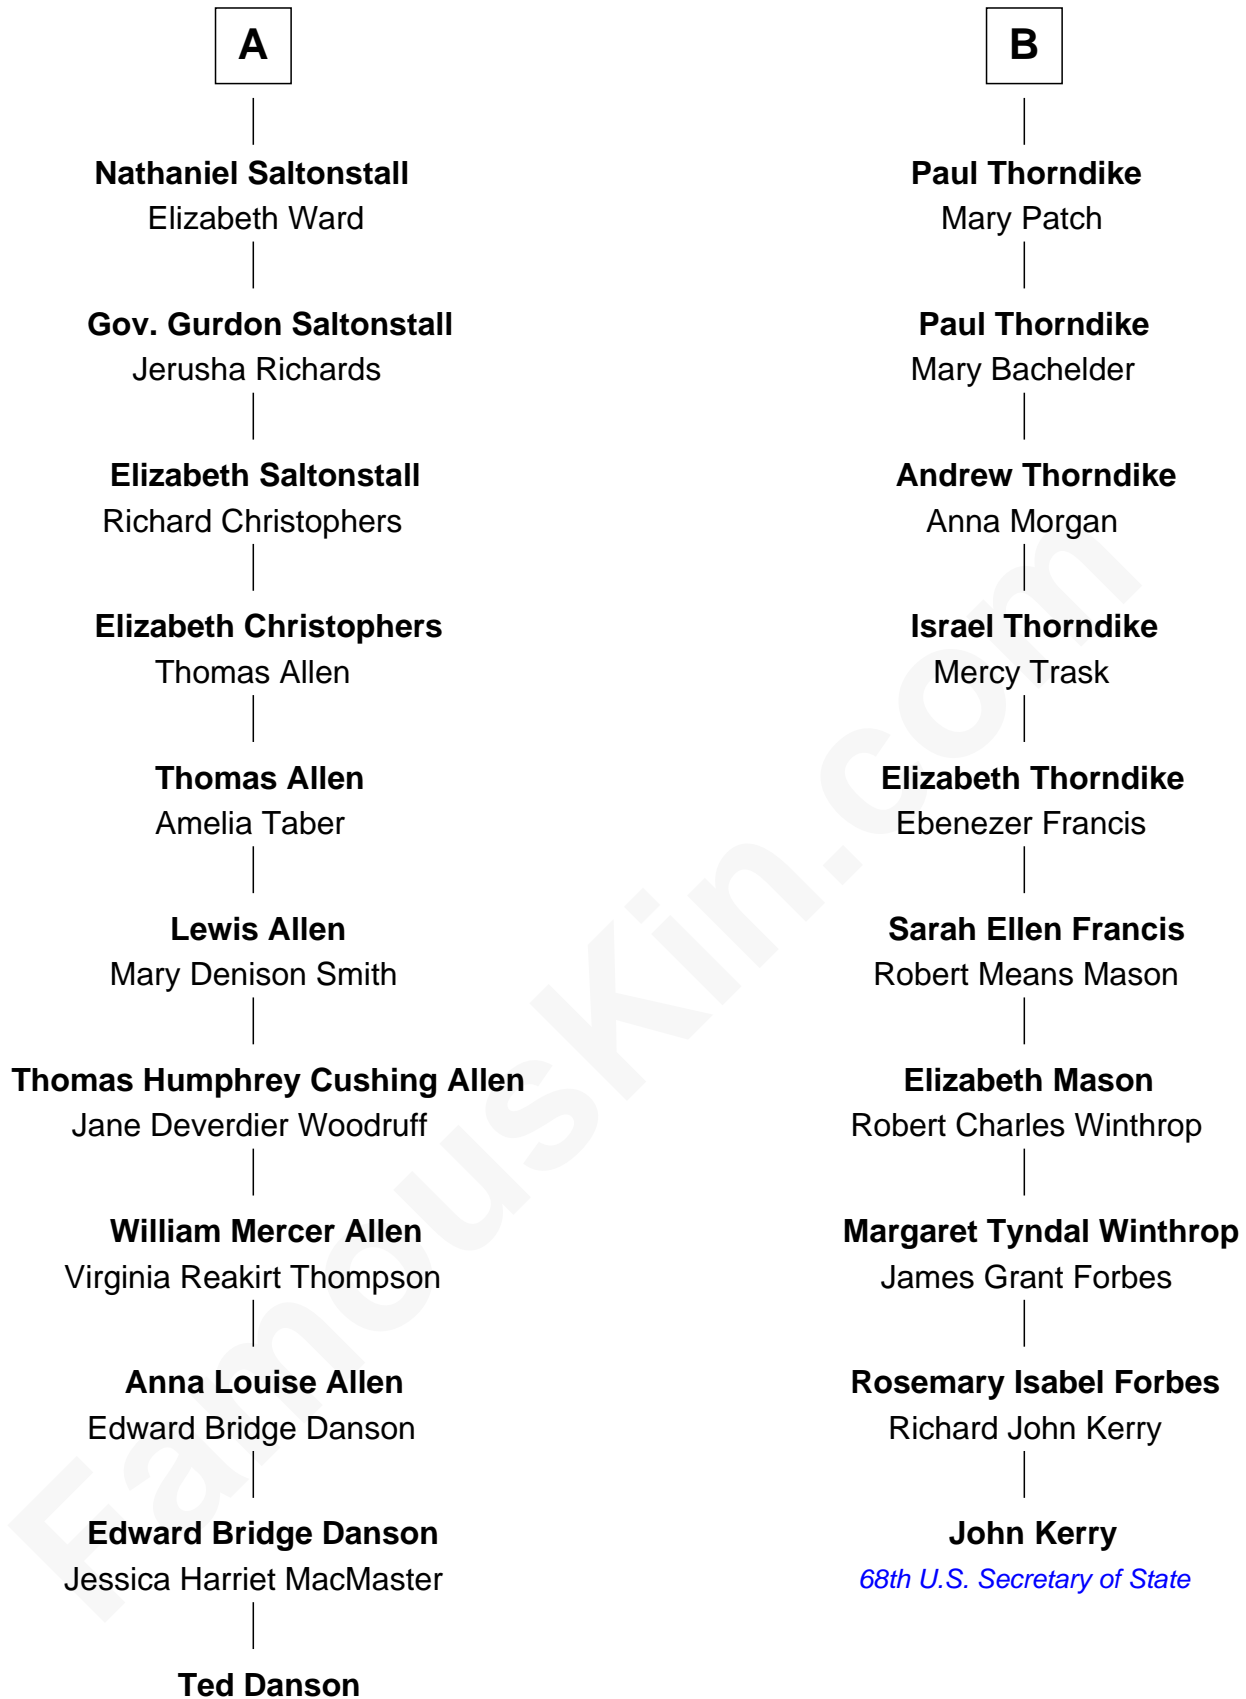 A
Nathaniel Saltonstall
Elizabeth Ward
Gov. Gurdon Saltonstall
Jerusha Richards
Elizabeth Saltonstall
Richard Christophers
Elizabeth Christophers
Thomas Allen
Thomas Allen
Amelia Taber
Lewis Allen
Mary Denison Smith
Thomas Humphrey Cushing Allen
Jane Deverdier Woodruff
William Mercer Allen
Virginia Reakirt Thompson
Anna Louise Allen
Edward Bridge Danson
Edward Bridge Danson
Jessica Harriet MacMaster
Ted Danson
B
Paul Thorndike
Mary Patch
Paul Thorndike
Mary Bachelder
Andrew Thorndike
Anna Morgan
Israel Thorndike
Mercy Trask
Elizabeth Thorndike
Ebenezer Francis
Sarah Ellen Francis
Robert Means Mason
Elizabeth Mason
Robert Charles Winthrop
Margaret Tyndal Winthrop
James Grant Forbes
Rosemary Isabel Forbes
Richard John Kerry
John Kerry
68th U.S. Secretary of State
FamousKin.com